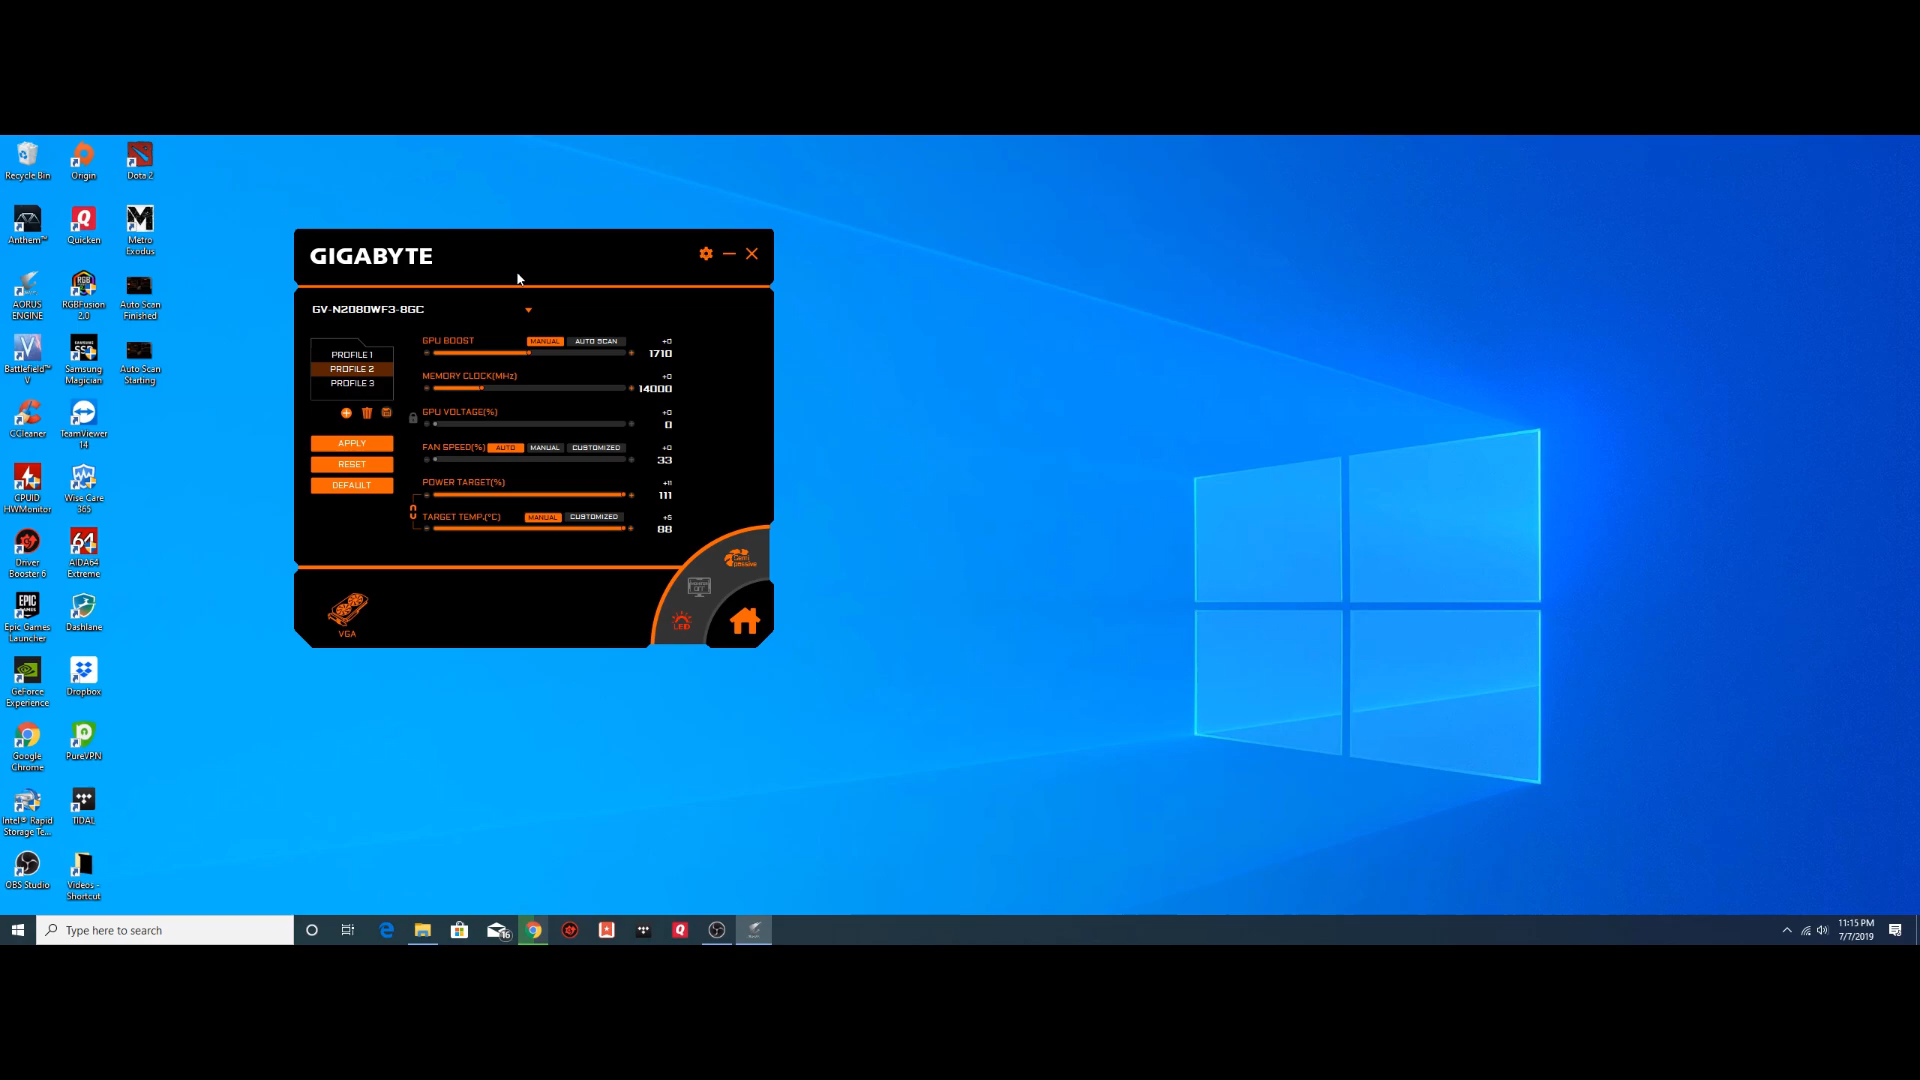 Recycle Bin
Origin
Dota 2
Anthem™
Quicken
Metro
Exodus
AORUS
ENGINE
RGBFusion
2.0
Auto Scan
Finished
Battlefield™
V
Samsung
Magician
Auto Scan
Starting
CCleaner
TeamViewer
14
CPUID
HWMonitor
Wise Care
365
Driver
Booster 6
AIDA64
Extreme
Epic Games
Launcher
Dashlane
GeForce
Experience
Dropbox
Google
Chrome
PureVPN
Intel® Rapid
Storage Te...
TIDAL
OBS Studio
Videos -
Shortcut
GIGABYTE
GV-N2080WF3-8GC
PROFILE 1
PROFILE 2
PROFILE 3
APPLY
RESET
DEFAULT
GPU BOOST MANUAL AUTO SCAN +0
1710
MEMORY CLOCK(MHz) +0
14000
GPU VOLTAGE(%) +0
0
FAN SPEED(%) AUTO MANUAL CUSTOMIZED +0
33
POWER TARGET(%) +11
111
TARGET TEMP.(°C) MANUAL CUSTOMIZED +5
88
VGA
LED
Type here to search
16
11:15 PM
7/7/2019